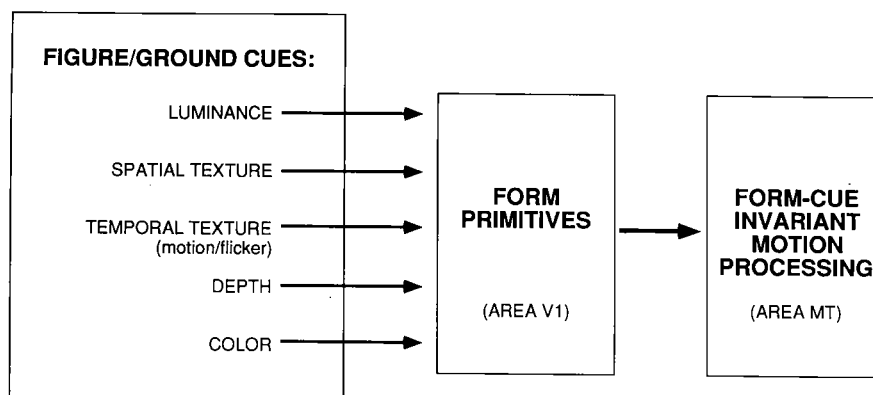 FIGURE/GROUND CUES:
LUMINANCE
SPATIAL TEXTURE
TEMPORAL TEXTURE
(motion/flicker)
DEPTH
COLOR
FORM
PRIMITIVES
(AREA V1)
FORM-CUE
INVARIANT
MOTION
PROCESSING
(AREA MT)